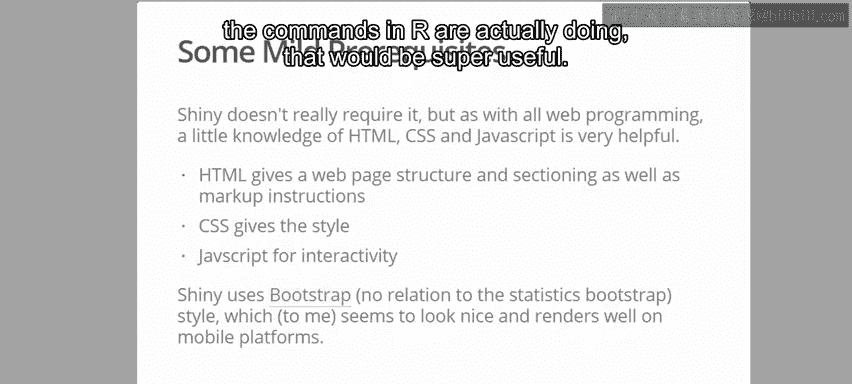 the commands in R are actually doing,
that would be super useful.
Some Mild Prerequisites
Shiny doesn't really require it, but as with all web programming,
a little knowledge of HTML, CSS and Javascript is very helpful.
· HTML gives a web page structure and sectioning as well as
markup instructions
· CSS gives the style
· Javscript for interactivity
Shiny uses Bootstrap (no relation to the statistics bootstrap)
style, which (to me) seems to look nice and renders well on
mobile platforms.